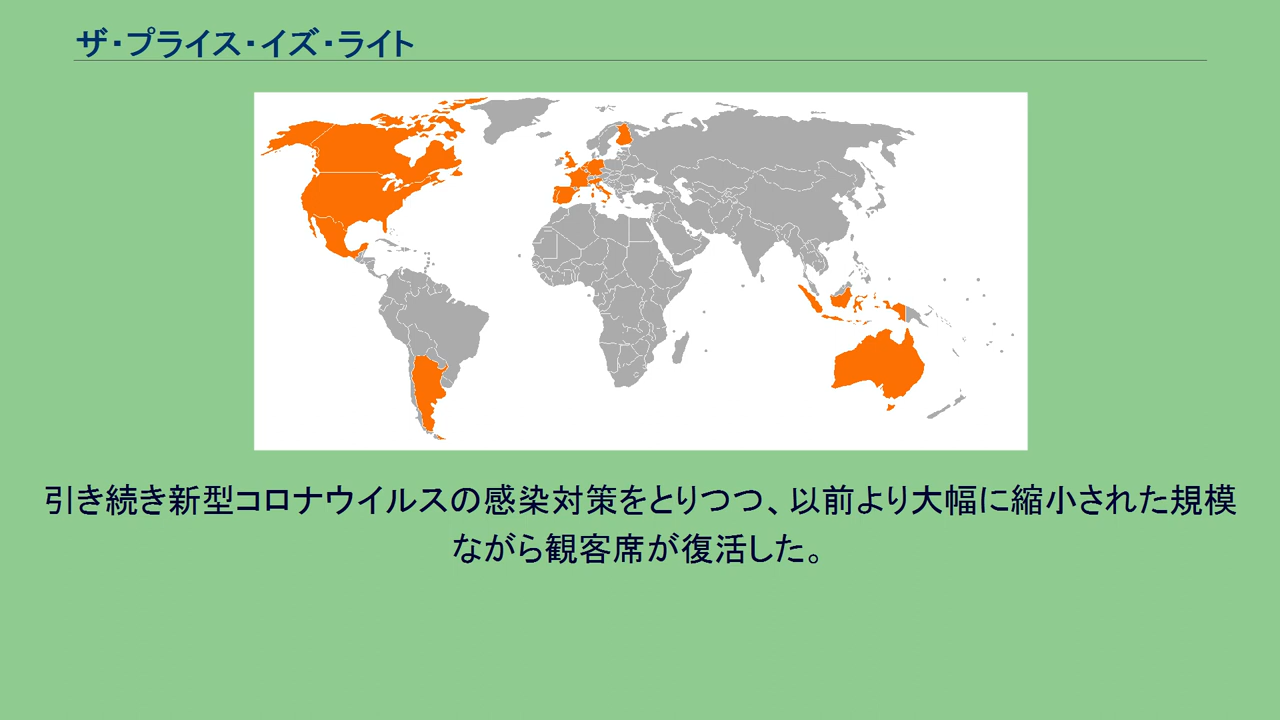 ザ・プライス・イズ・ライト
引き続き新型コロナウイルスの感染対策をとりつつ、以前より大幅に縮小された規模
ながら観客席が復活した。